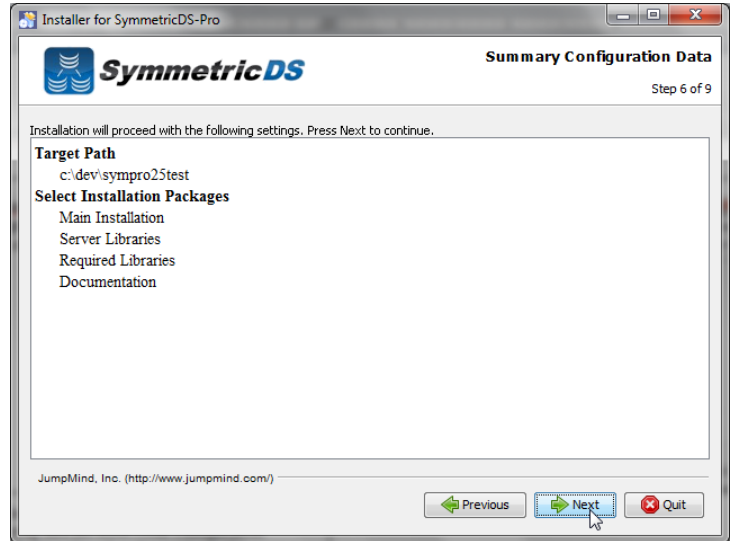 Installer for SymmetricDS-Pro
SymmetricDS
Summary Configuration Data
Step 6 of 9
Installation will proceed with the following settings. Press Next to continue.
Target Path
c:\dev\sympro25test
Select Installation Packages
Main Installation
Server Libraries
Required Libraries
Documentation
JumpMind, Inc. (http://www.jumpmind.com/)
Previous
Next
Quit